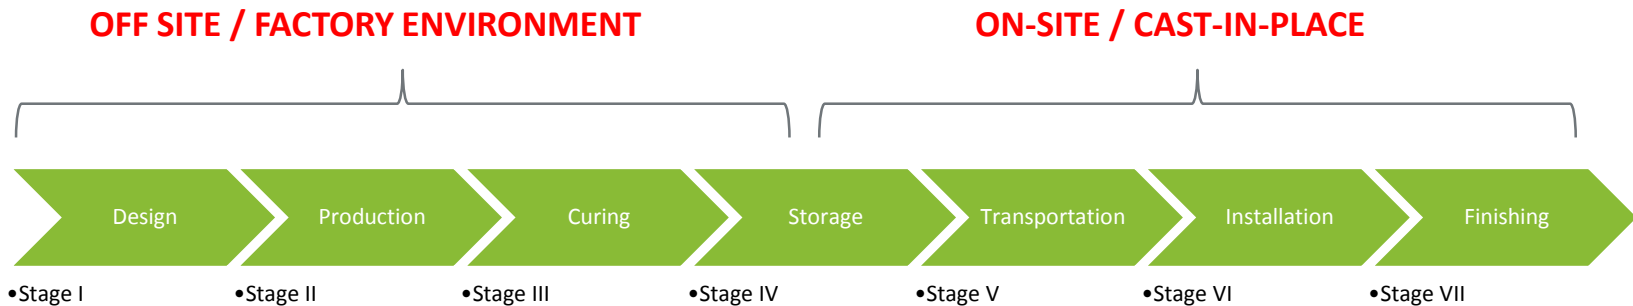 OFF SITE / FACTORY ENVIRONMENT
ON-SITE / CAST-IN-PLACE
Design
Production
Curing
Storage
Transportation
Installation
Finishing
•Stage I
•Stage II
•Stage III
•Stage IV
•Stage V
•Stage VI
•Stage VII